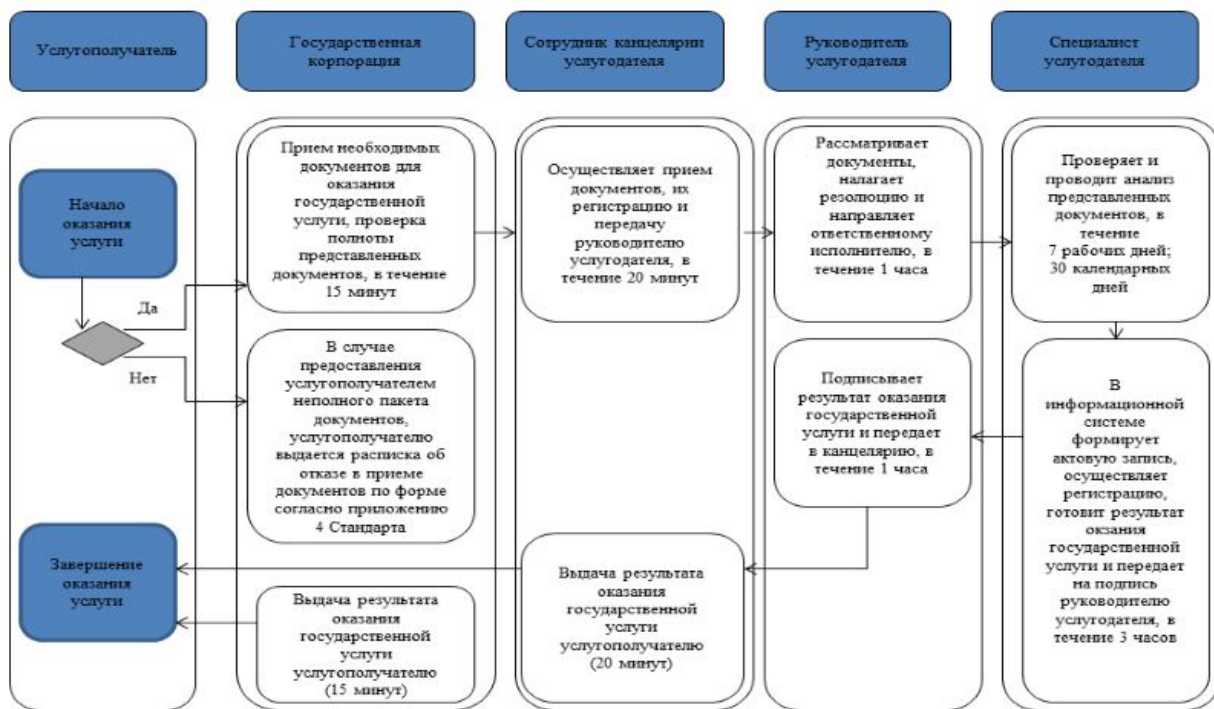 Услугополучатель
Государственная
корпорация
Сотрудник канцелярии
услугодателя
Руководитель
услугодателя
Специалист
услугодателя
Начало
оказания
услуги
Да
Нет
Завершение
оказания
услуги
Прием необходимых
документов для
оказания
государственной
услуги, проверка
полноты
представленных
документов, в течение
15 минут
В случае
предоставления
услугополучателем
неполного пакета
документов,
услугополучателю
выдается расписка об
отказе в приеме
документов по форме
согласно приложению
4 Стандарта
Выдача результата
оказания
государственной
услуги
услугополучателю
(15 минут)
Осуществляет прием
документов, их
регистрацию и
передачу
руководителю
услугодателя, в
течение 20 минут
Выдача результата
оказания
государственной
услуги
услугополучателю
(20 минут)
Рассматривает
документы,
налагает
резолюцию и
направляет
ответственному
исполнителю, в
течение 1 часа
Подписывает
результат оказания
государственной
услуги и передает
в канцелярию, в
течение 1 часа
Проверяет и
проводит анализ
представленных
документов, в
течение
7 рабочих дней;
30 календарных
дней
В
информационной
системе
формирует
актовую запись,
осуществляет
регистрацию,
готовит результат
окзания
государственной
услуги и передает
на подпись
руководителю
услугодателя, в
течение 3 часов